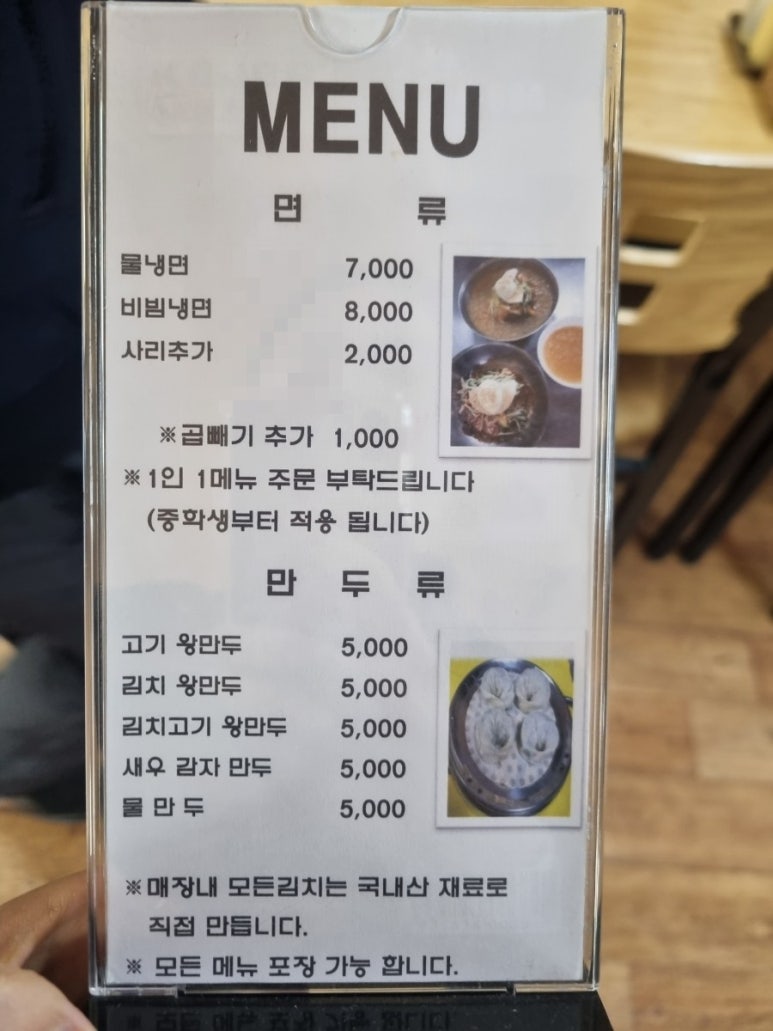 MENU
면 류
물냉면 7,000
비빔냉면 8,000
사리추가 2,000
※곱빼기 추가 1,000
※1인 1메뉴 주문 부탁드립니다
(중학생부터 적용 됩니다)
만 두 류
고기 왕만두 5,000
김치 왕만두 5,000
김치고기 왕만두 5,000
새우 감자 만두 5,000
물 만 두 5,000
※매장내 모든김치는 국내산 재료로
직접 만듭니다.
※ 모든 메뉴 포장 가능 합니다.